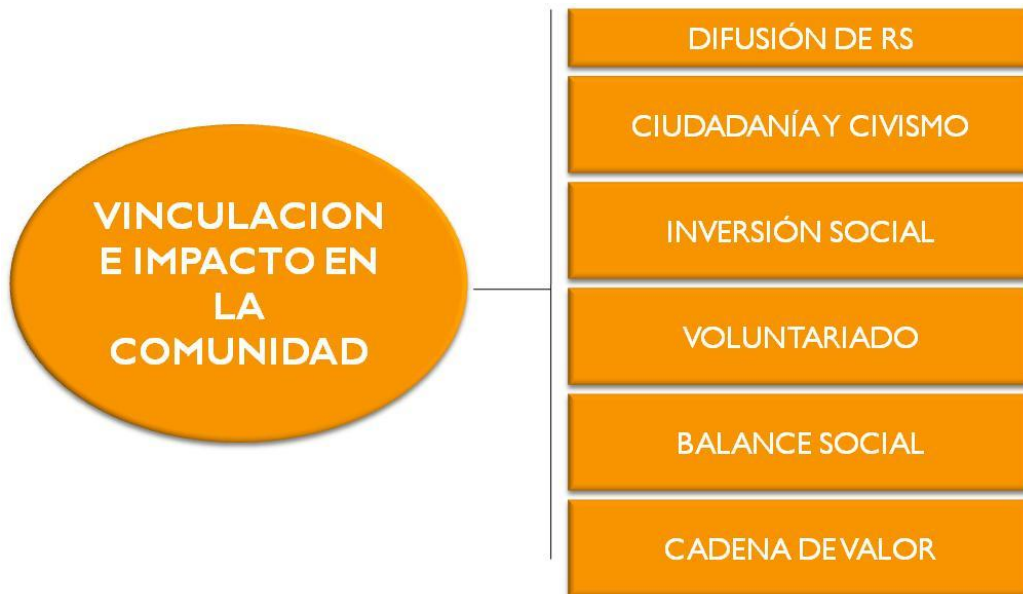 VINCULACION
E IMPACTO EN
LA
COMUNIDAD
DIFUSIÓN DE RS
CIUDADANÍA Y CIVISMO
INVERSIÓN SOCIAL
VOLUNTARIADO
BALANCE SOCIAL
CADENA DE VALOR